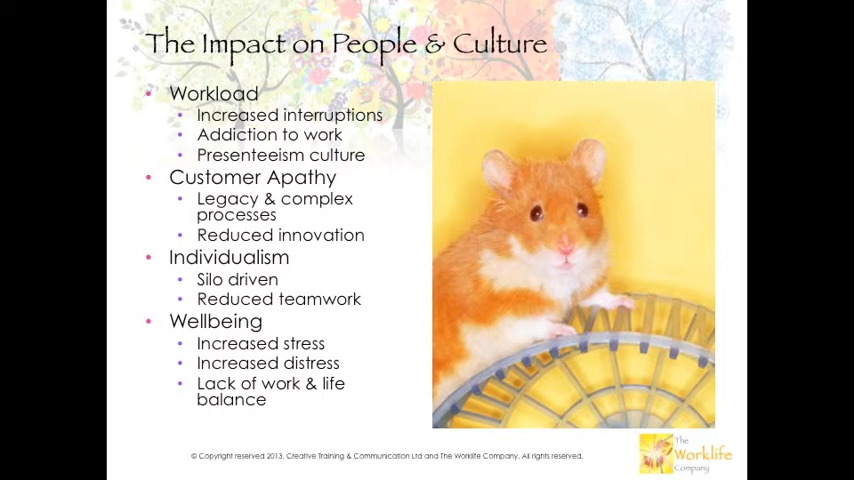 The Impact on People & Culture
• Workload
• Increased interruptions
• Addiction to work
• Presenteeism culture
• Customer Apathy
• Legacy & complex
processes
• Reduced innovation
• Individualism
• Silo driven
• Reduced teamwork
• Wellbeing
• Increased stress
• Increased distress
• Lack of work & life
balance
© Copyright reserved 2013. Creative Training & Communication Ltd and The Worklife Company. All rights reserved.
The
Worklife
Company